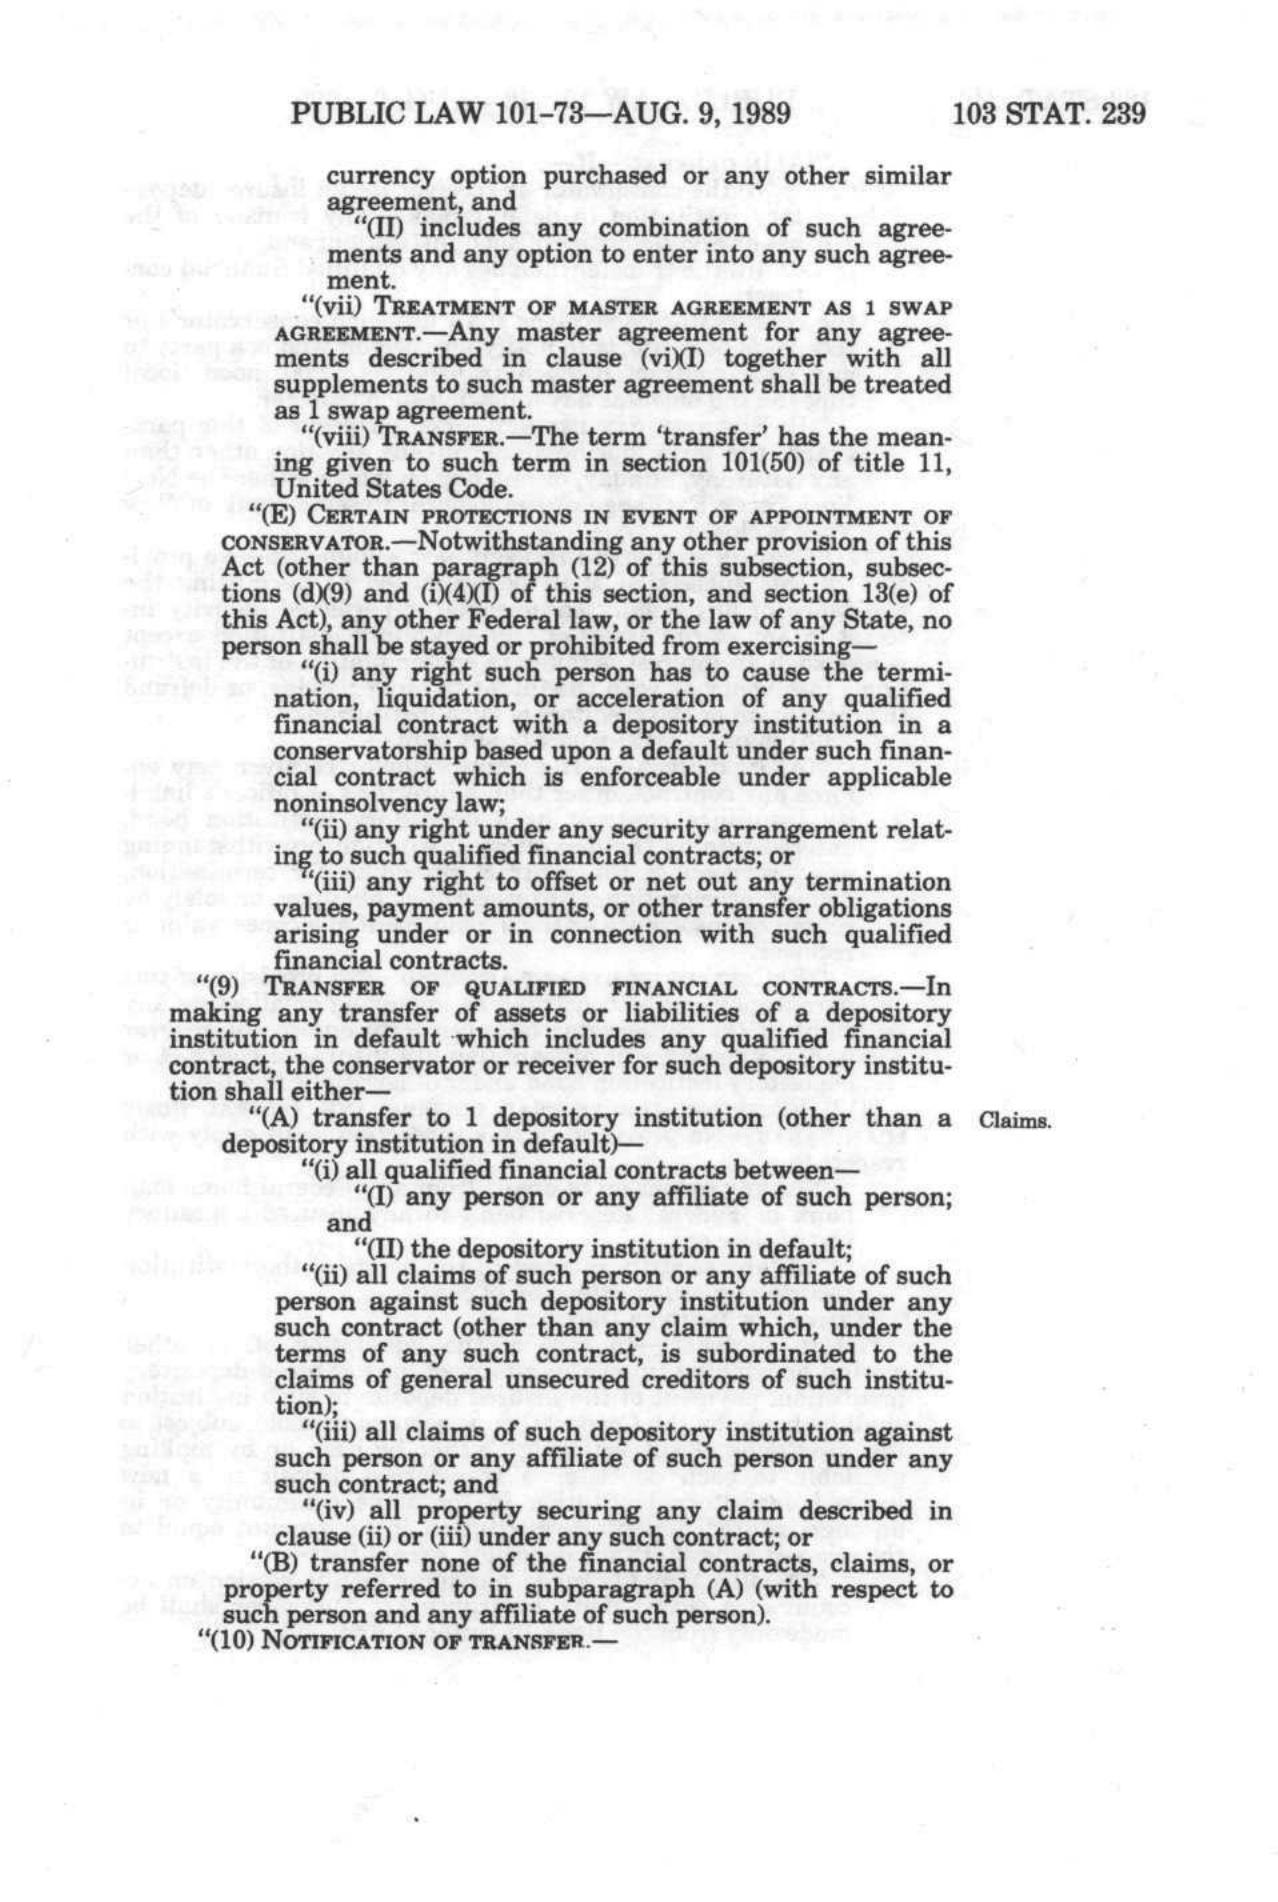 PUBLIC LAW 101-73—AUG. 9, 1989 103 STAT. 239
currency option purchased or any other similar
agreement, and
“(II) includes any combination of such agree-
ments and any option to enter into any such agree-
ment.
“(vii) TREATMENT OF MASTER AGREEMENT AS 1 SWAP
AGREEMENT.—Any master agreement for any agree-
ments described in clause (vi)(I) together with all
supplements to such master agreement shall be treated
as 1 swap agreement.
“(viii) TRANSFER.—The term ‘transfer’ has the mean-
ing given to such term in section 101(50) of title 11,
United States Code.
“(E) CERTAIN PROTECTIONS IN EVENT OF APPOINTMENT OF
CONSERVATOR.—Notwithstanding any other provision of this
Act (other than paragraph (12) of this subsection, subsec-
tions (d)(9) and (i)(4)(I) of this section, and section 13(e) of
this Act), any other Federal law, or the law of any State, no
person shall be stayed or prohibited from exercising—
“(i) any right such person has to cause the termi-
nation, liquidation, or acceleration of any qualified
financial contract with a depository institution in a
conservatorship based upon a default under such finan-
cial contract which is enforceable under applicable
noninsolvency law;
“(ii) any right under any security arrangement relat-
ing to such qualified financial contracts; or
“(iii) any right to offset or net out any termination
values, payment amounts, or other transfer obligations
arising under or in connection with such qualified
financial contracts.
“(9) TRANSFER OF QUALIFIED FINANCIAL CONTRACTS.—In
making any transfer of assets or liabilities of a depository
institution in default which includes any qualified financial
contract, the conservator or receiver for such depository institu-
tion shall either—
“(A) transfer to 1 depository institution (other than a Claims.
depository institution in default)—
“(i) all qualified financial contracts between—
“(I) any person or any affiliate of such person;
and
“(II) the depository institution in default;
“(ii) all claims of such person or any affiliate of such
person against such depository institution under any
such contract (other than any claim which, under the
terms of any such contract, is subordinated to the
claims of general unsecured creditors of such institu-
tion);
“(iii) all claims of such depository institution against
such person or any affiliate of such person under any
such contract; and
“(iv) all property securing any claim described in
clause (ii) or (iii) under any such contract; or
“(B) transfer none of the financial contracts, claims, or
property referred to in subparagraph (A) (with respect to
such person and any affiliate of such person).
“(10) NOTIFICATION OF TRANSFER.—